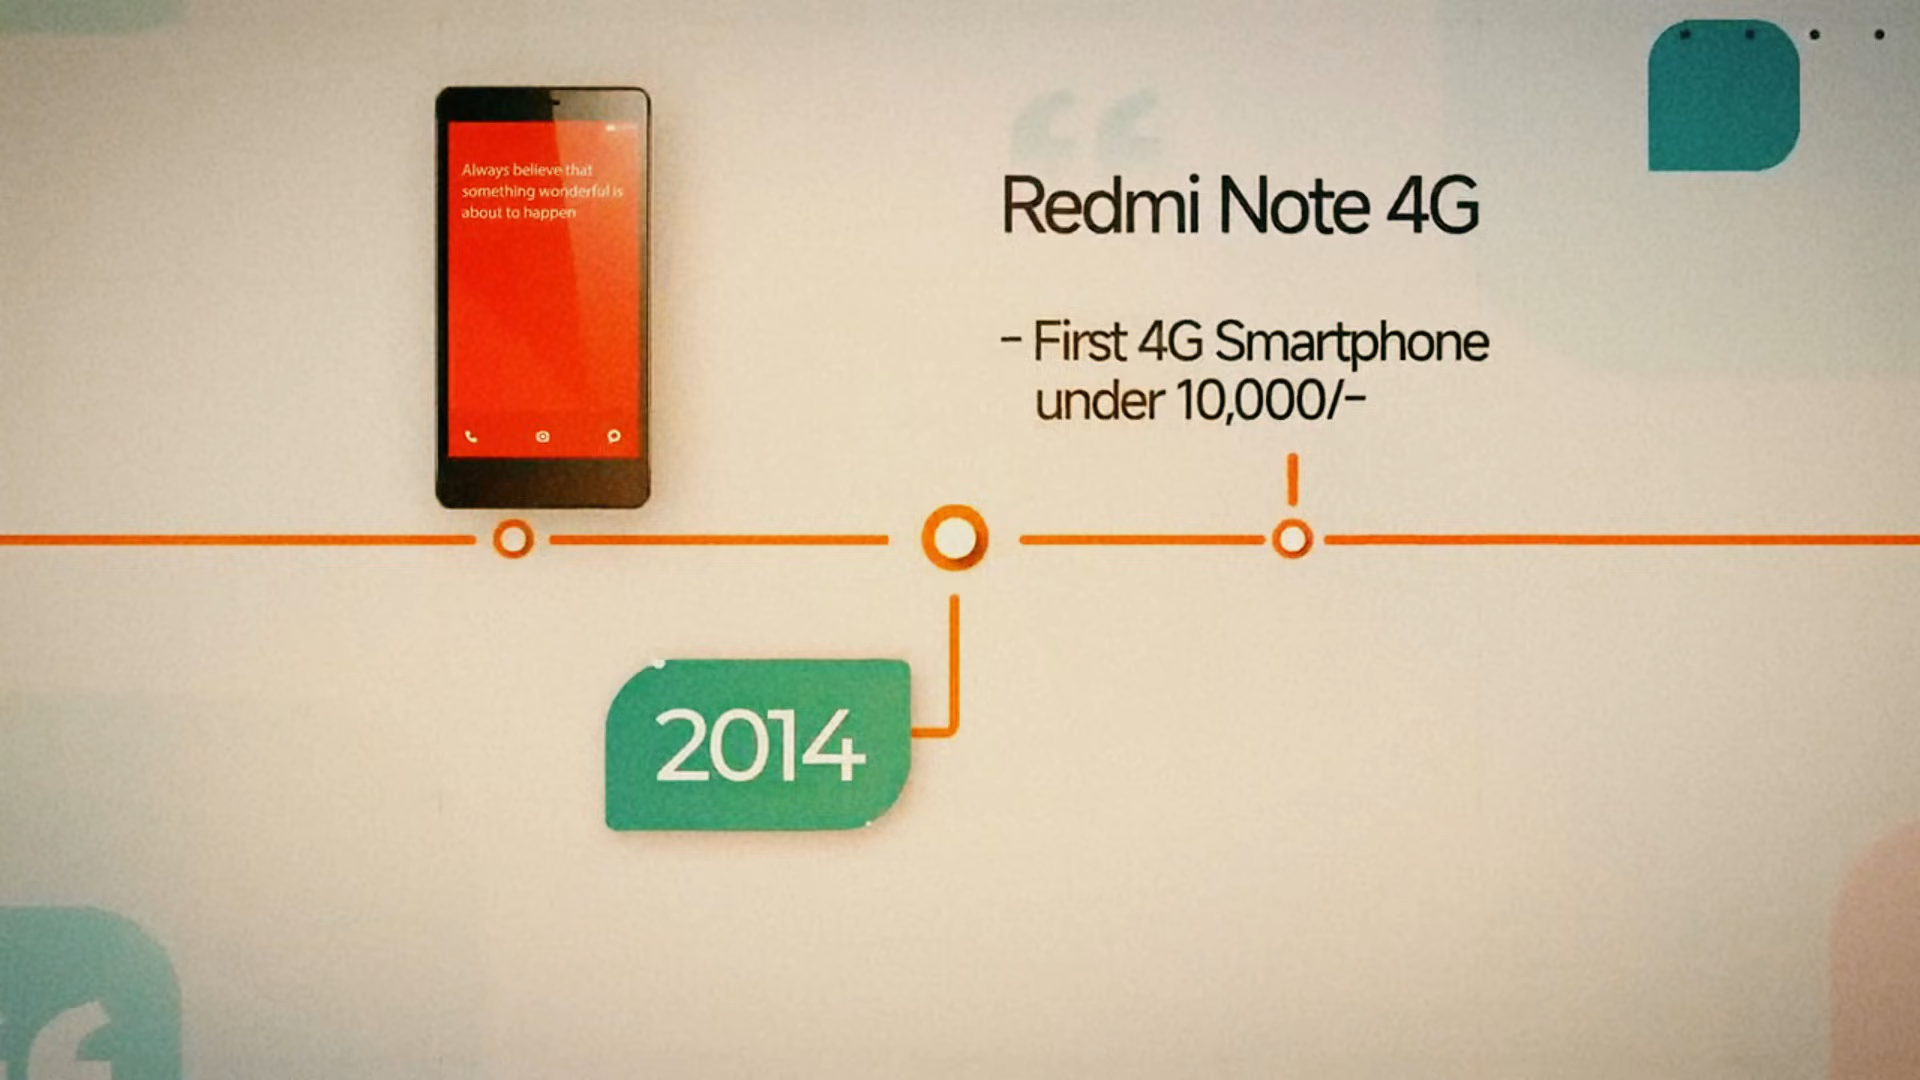 Always believe that
something wonderful is
about to happen
Redmi Note 4G
- First 4G Smartphone
under 10,000/-
2014